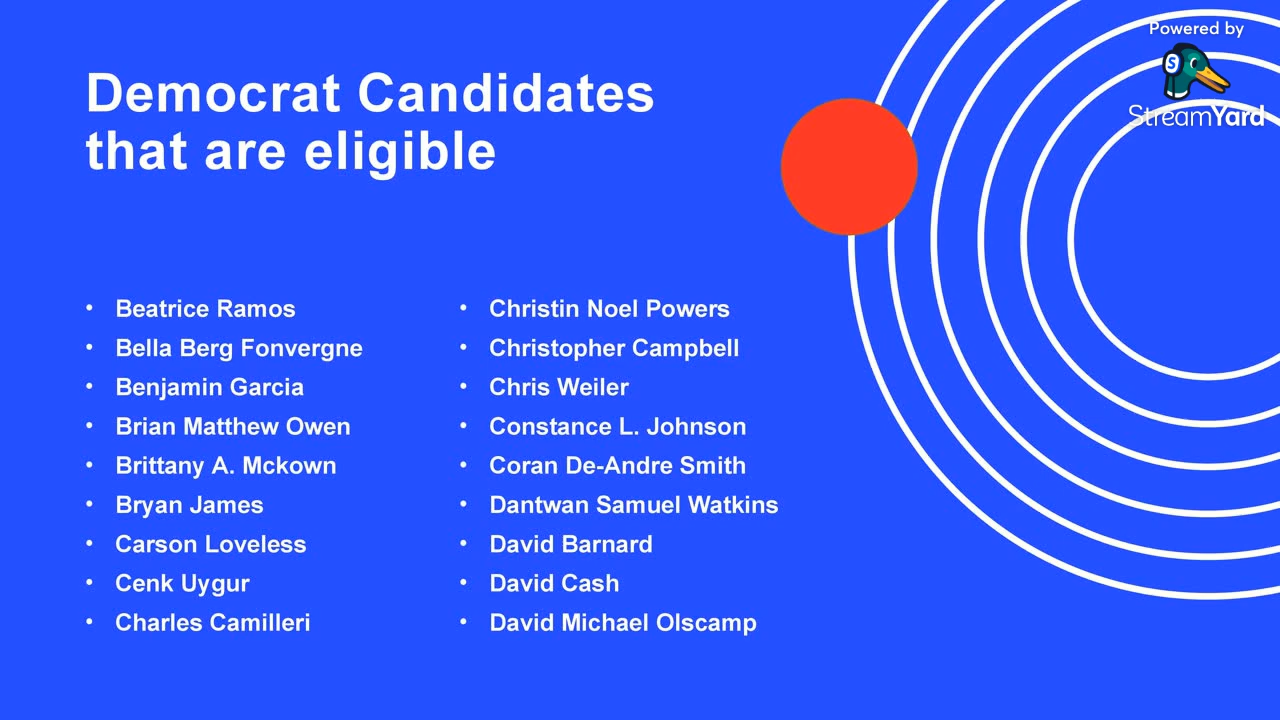 Powered by
StreamYard
Democrat Candidates
that are eligible
• Beatrice Ramos
• Bella Berg Fonvergne
• Benjamin Garcia
• Brian Matthew Owen
• Brittany A. Mckown
• Bryan James
• Carson Loveless
• Cenk Uygur
• Charles Camilleri
• Christin Noel Powers
• Christopher Campbell
• Chris Weiler
• Constance L. Johnson
• Coran De-Andre Smith
• Dantwan Samuel Watkins
• David Barnard
• David Cash
• David Michael Olscamp